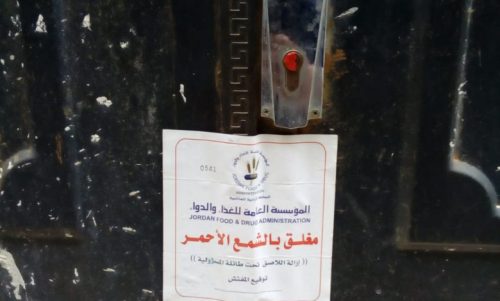 0541
المؤسسة العامة للغذاء والدواء
JORDAN FOOD & DRUG ADMINISTRATION
مغلق بالشمع الأحمر
(( إزالة اللاصق تحت طائلة المسؤولية ))
توقيع المفتش